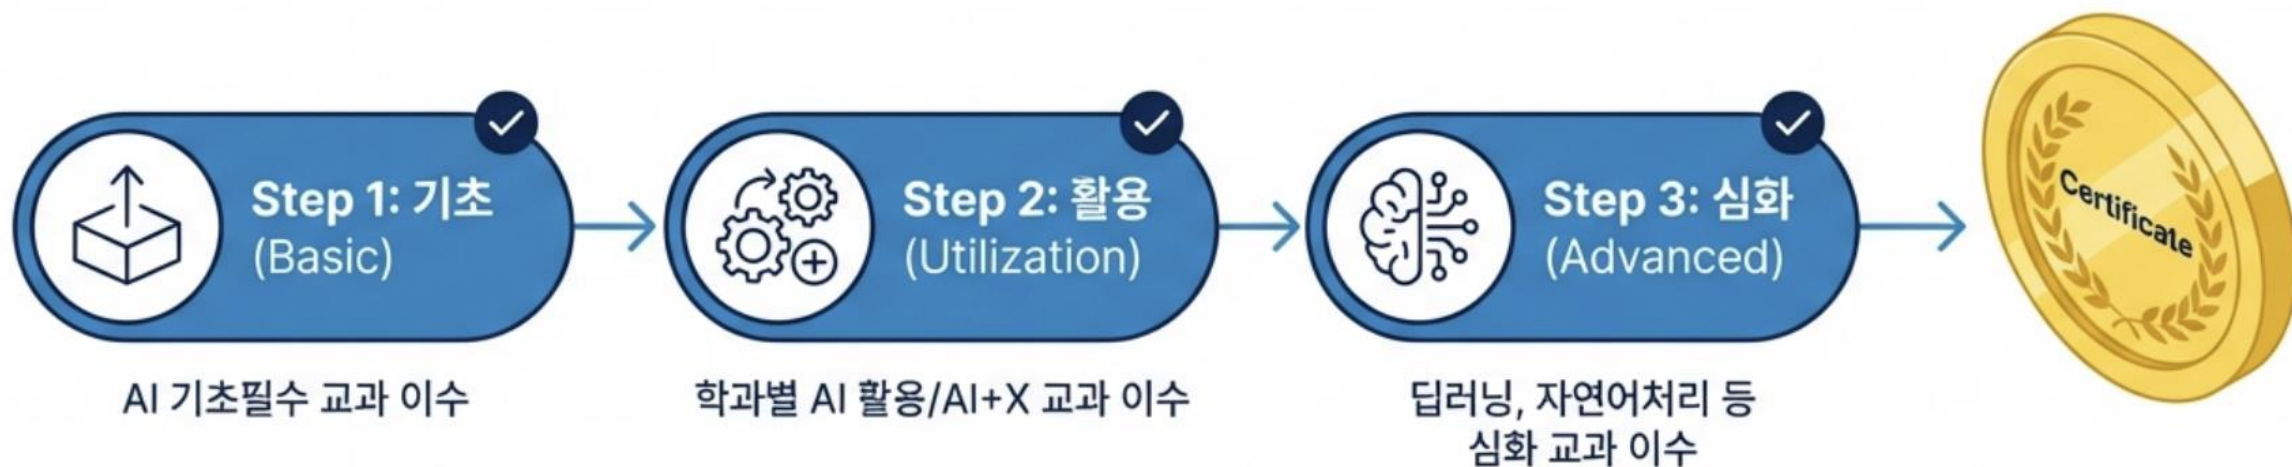 Step 1: 기초
(Basic)
AI 기초필수 교과 이수
Step 2: 활용
(Utilization)
학과별 AI 활용/AI+X 교과 이수
Step 3: 심화
(Advanced)
딥러닝, 자연어처리 등
심화 교과 이수
Certificate